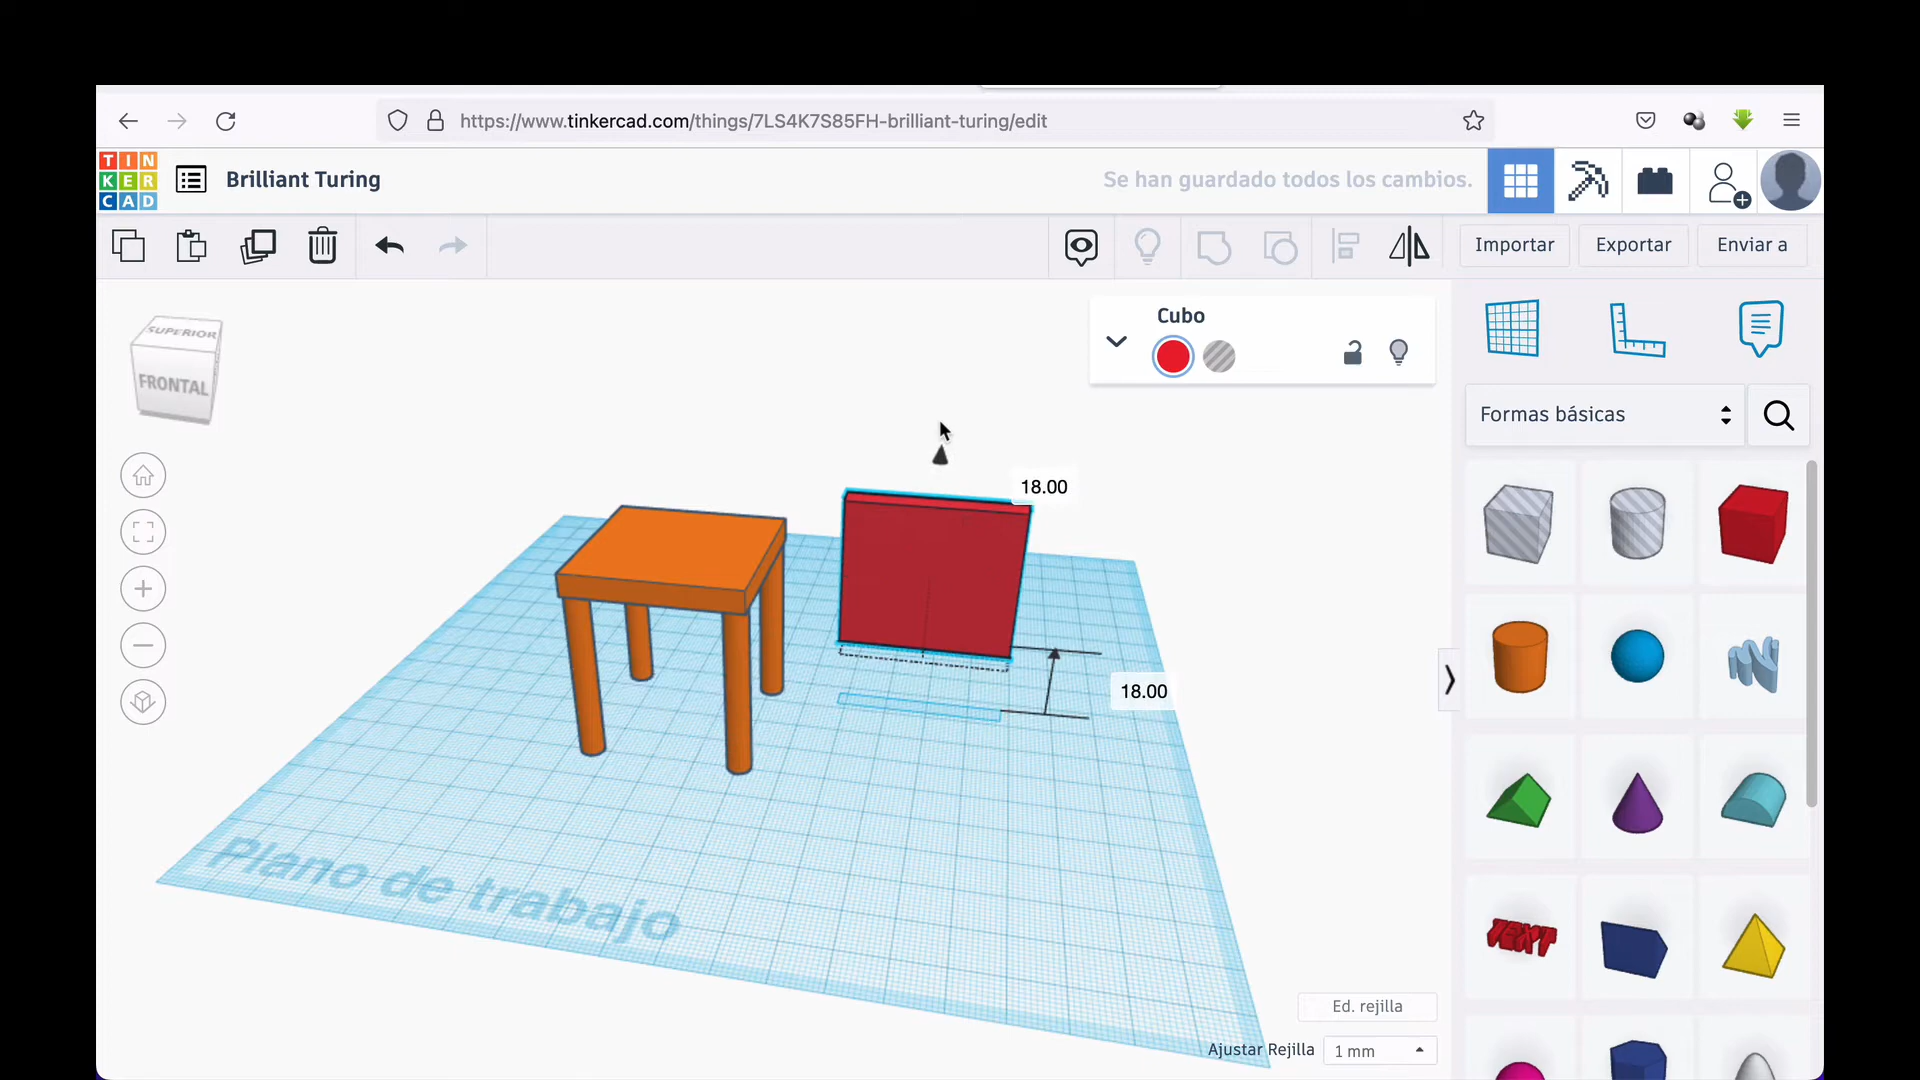 https://www.tinkercad.com/things/7LS4K7S85FH-brilliant-turing/edit
TIN
KER
CAD
Brilliant Turing
Se han guardado todos los cambios.
Importar
Exportar
Enviar a
SUPERIOR
FRONTAL
Cubo
Formas básicas
18.00
18.00
TEXT
Plano de trabajo
Ed. rejilla
Ajustar Rejilla
1 mm